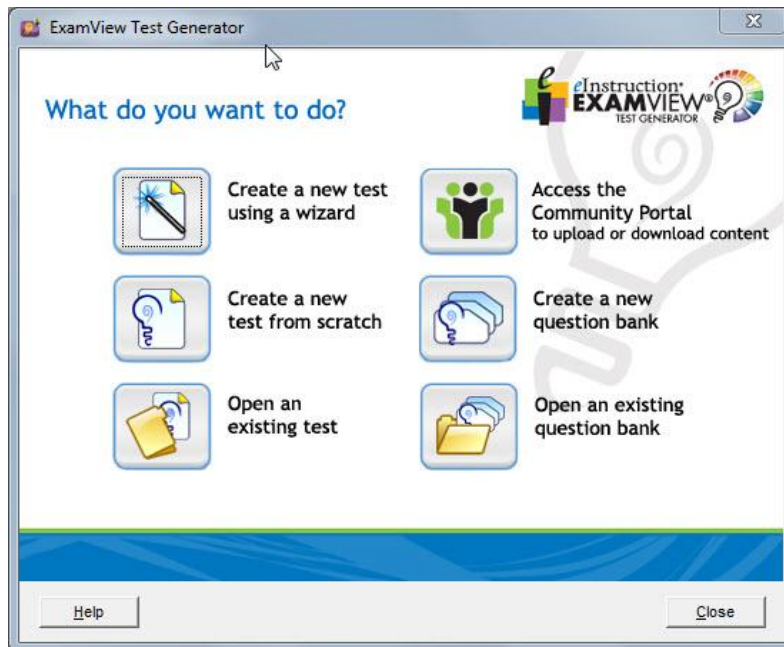 ExamView Test Generator
What do you want to do?
eInstruction®
EXAMVIEW®
TEST GENERATOR
Create a new test
using a wizard
Access the
Community Portal
to upload or download content
Create a new
test from scratch
Create a new
question bank
Open an
existing test
Open an existing
question bank
Help
Close